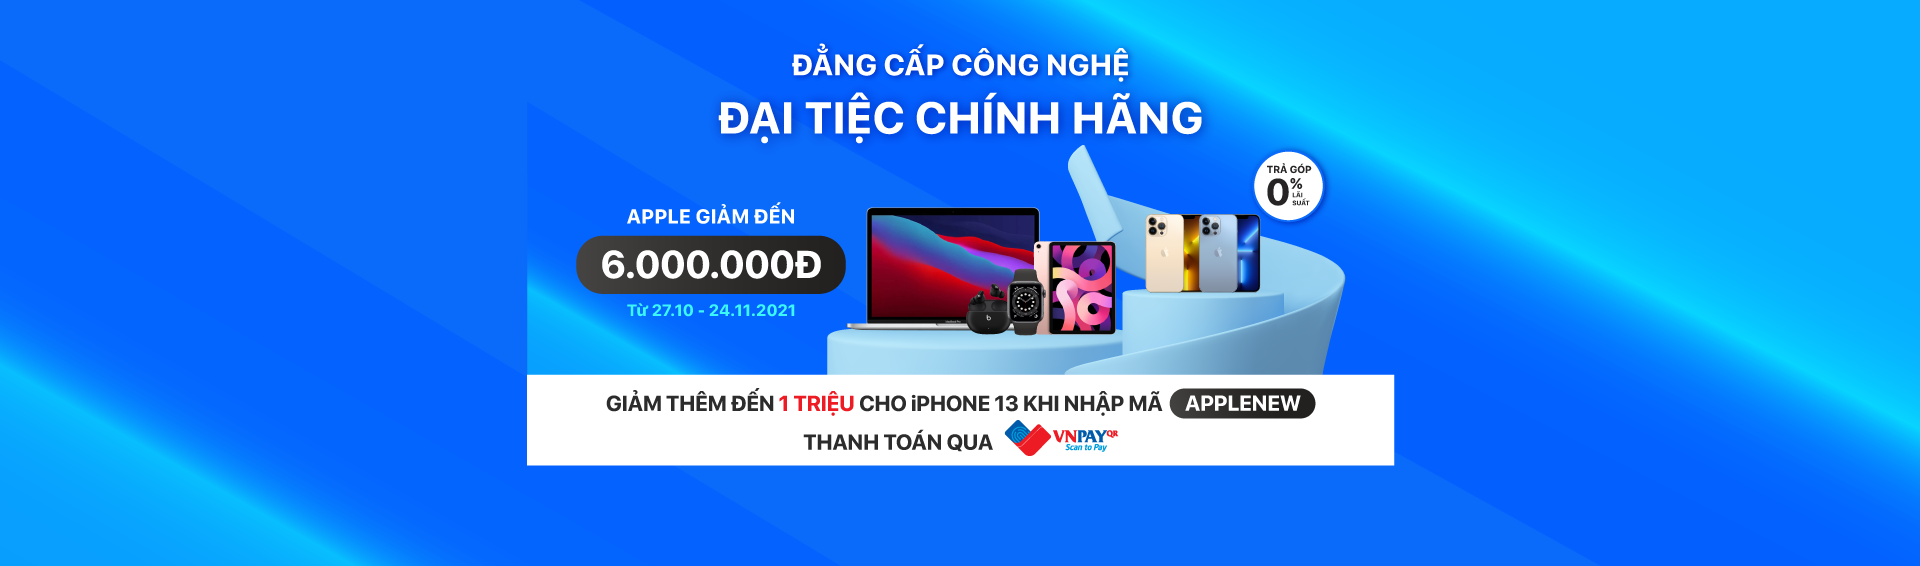 ĐẲNG CẤP CÔNG NGHỆ
ĐẠI TIỆC CHÍNH HÃNG
TRẢ GÓP
0%
LÃI
SUẤT
APPLE GIẢM ĐẾN
6.000.000Đ
Từ 27.10 - 24.11.2021
GIẢM THÊM ĐẾN 1 TRIỆU CHO iPHONE 13 KHI NHẬP MÃ APPLENEW
THANH TOÁN QUA VNPAYQR
Scan to Pay